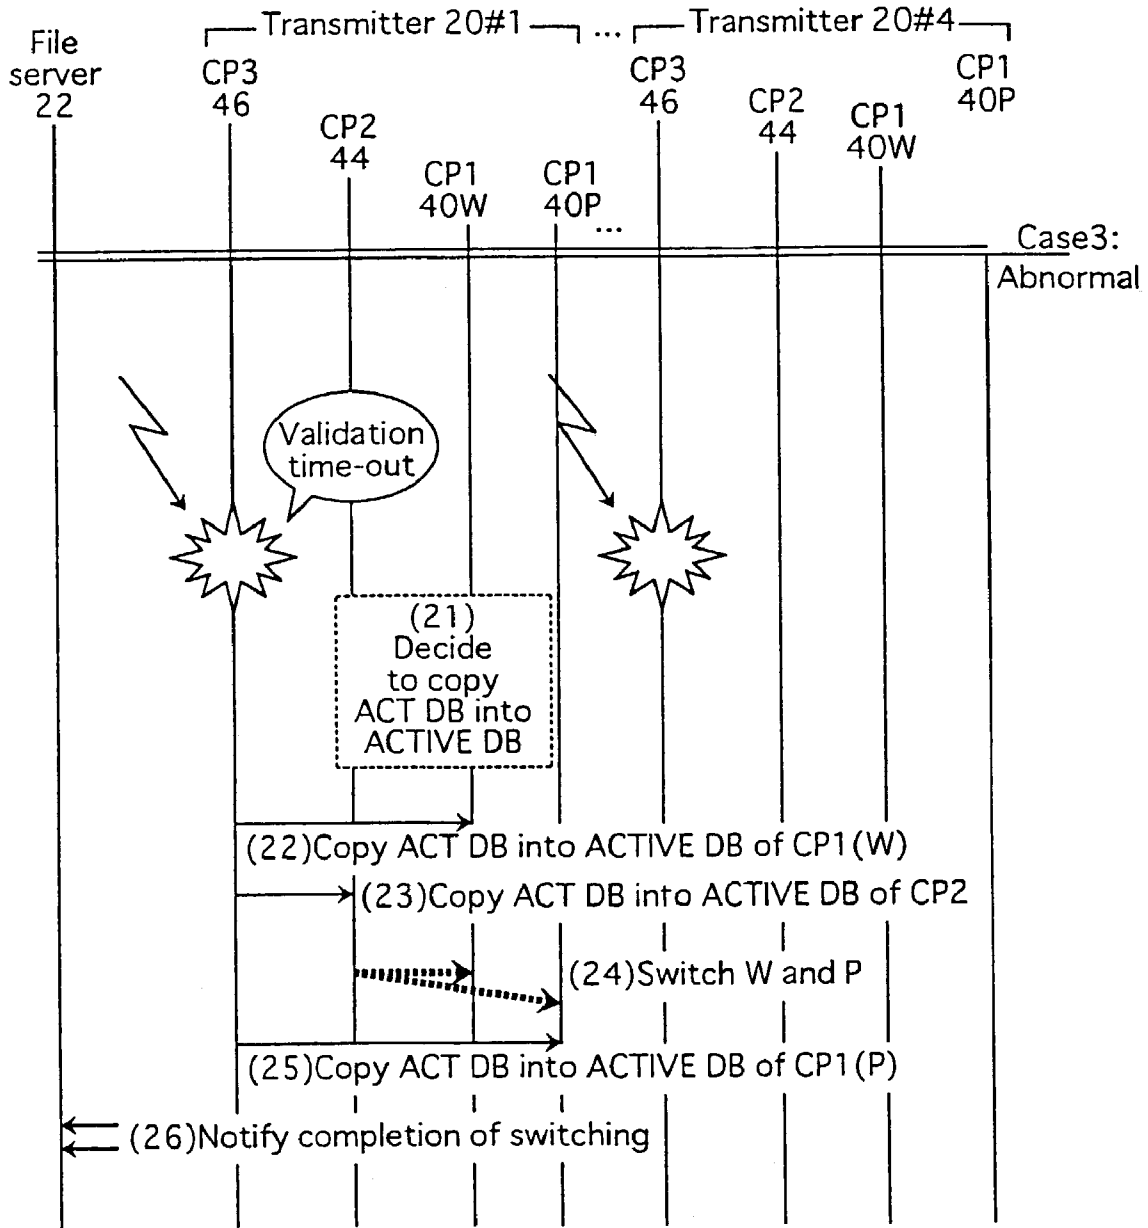 Transmitter 20#1 ... Transmitter 20#4
File
server
22
CP3
46
CP2
44
CP1
40W
CP1
40P
...
CP3
46
CP2
44
CP1
40W
CP1
40P
Case3:
Abnormal
Validation
time-out
(21)
Decide
to copy
ACT DB into
ACTIVE DB
(22)Copy ACT DB into ACTIVE DB of CP1(W)
(23)Copy ACT DB into ACTIVE DB of CP2
(24)Switch W and P
(25)Copy ACT DB into ACTIVE DB of CP1(P)
(26)Notify completion of switching